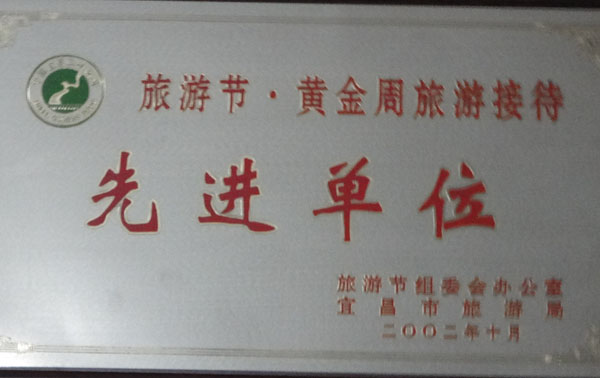 旅游节·黄金周旅游接待
先进单位
旅游节组委会办公室
宜昌市旅游局
二〇〇二年十月